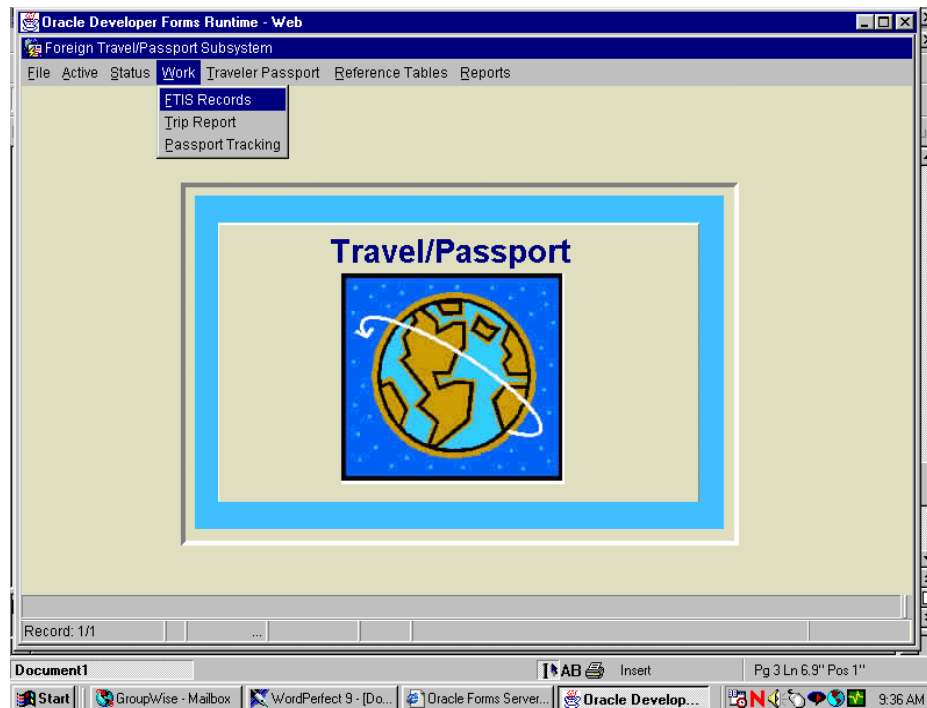 Oracle Developer Forms Runtime - Web
Foreign Travel/Passport Subsystem
File Active Status Work Traveler Passport Reference Tables Reports
FTIS Records
Trip Report
Passport Tracking
Travel/Passport
Record: 1/1 ...
Document1 AB Insert Pg 3 Ln 6.9" Pos 1"
Start GroupWise - Mailbox WordPerfect 9 - [Do... Oracle Forms Server... Oracle Develop... N 9:36 AM